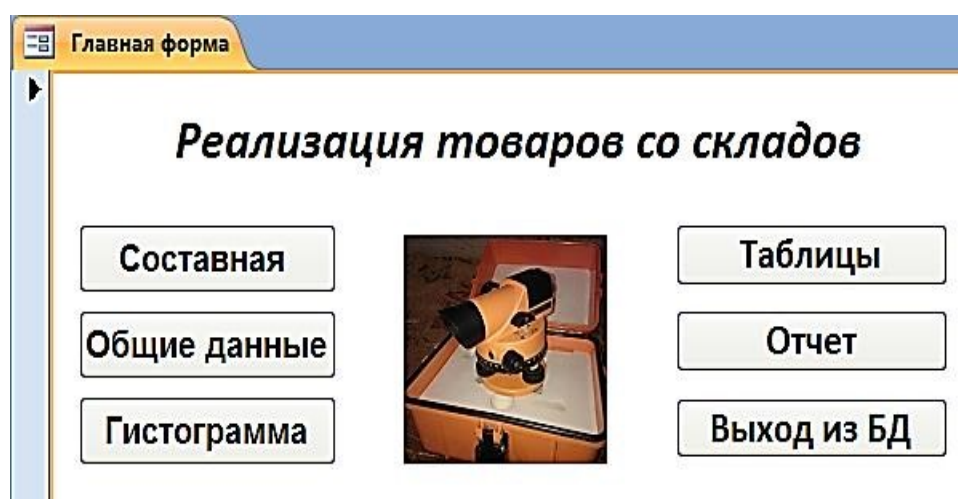 Главная форма
Реализация товаров со складов
Составная
Общие данные
Гистограмма
Таблицы
Отчет
Выход из БД